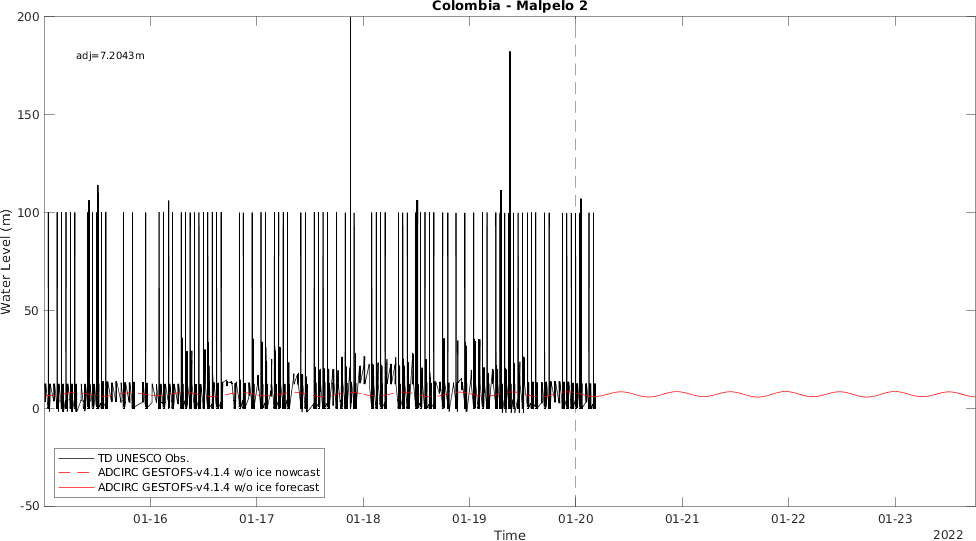 Colombia - Malpelo 2
200
adj=7.2043m
150
100
50
0
-50
Water Level (m)
TD UNESCO Obs.
ADCIRC GESTOFS-v4.1.4 w/o ice nowcast
ADCIRC GESTOFS-v4.1.4 w/o ice forecast
01-16 01-17 01-18 01-19 01-20 01-21 01-22 01-23
Time
2022